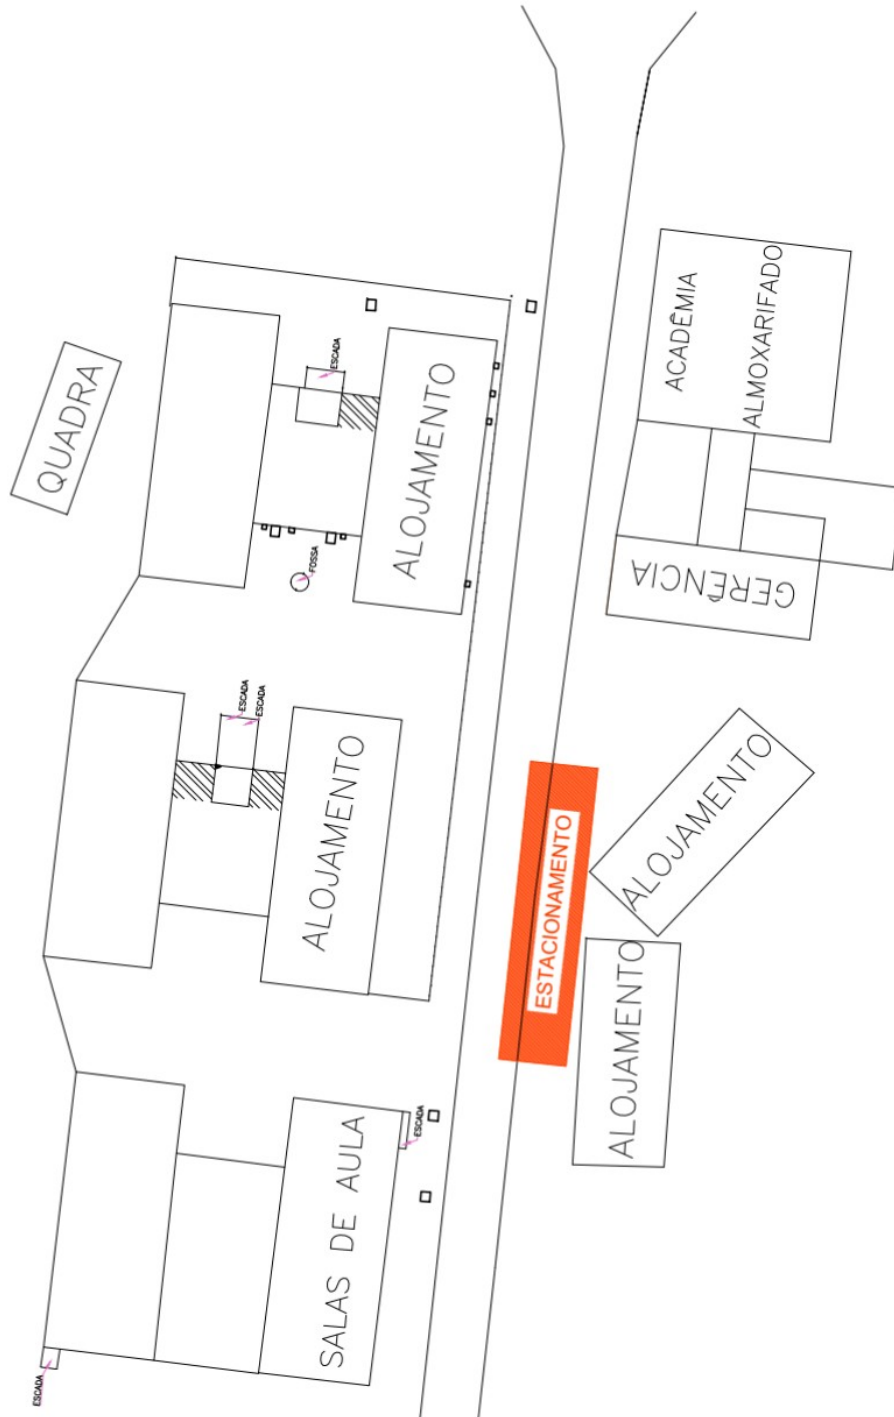 ACADÊMIA
ALMOXARIFADO
ESCADA
QUADRA
ALOJAMENTO
FOSSA
GERÊNCIA
ESCADA
ESCADA
ALOJAMENTO
ALOJAMENTO
ESTACIONAMENTO
ALOJAMENTO
ESCADA
SALAS DE AULA
ESCADA